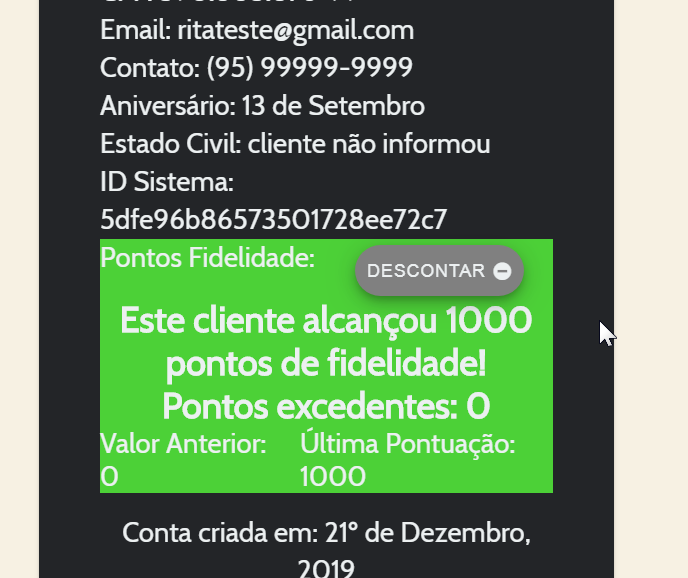 Email: ritateste@gmail.com
Contato: (95) 99999-9999
Aniversário: 13 de Setembro
Estado Civil: cliente não informou
ID Sistema:
5dfe96b86573501728ee72c7
Pontos Fidelidade:
DESCONTAR
Este cliente alcançou 1000
pontos de fidelidade!
Pontos excedentes: 0
Valor Anterior:
0
Última Pontuação:
1000
Conta criada em: 21º de Dezembro,
2019